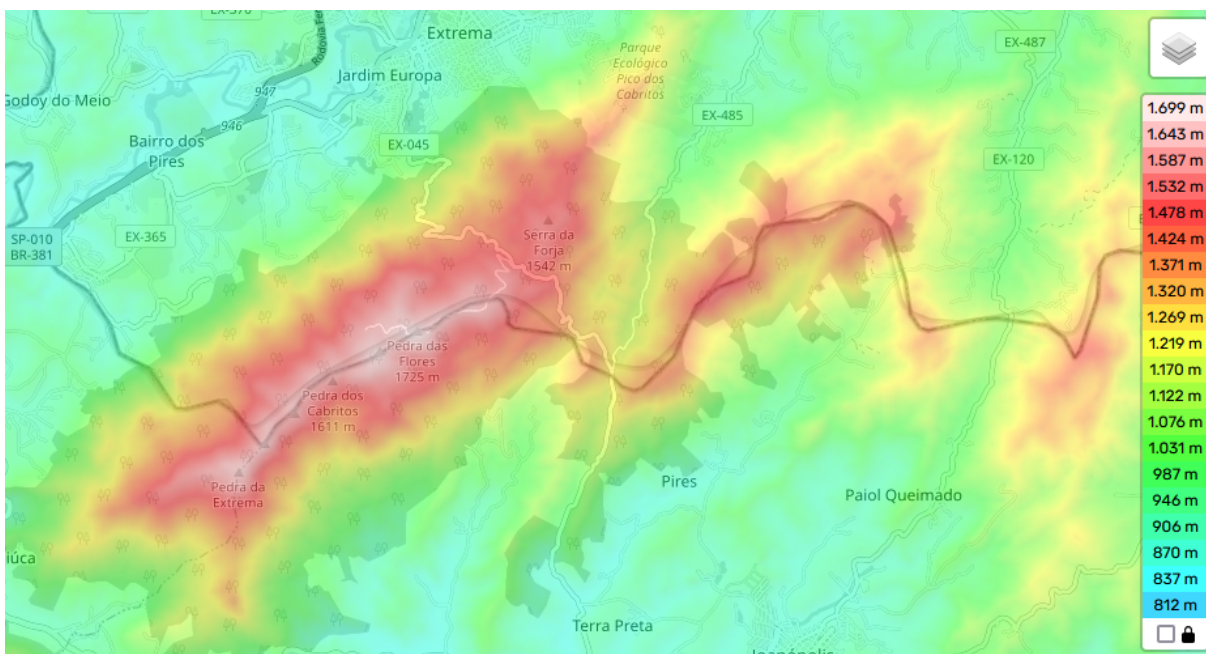 EX-370
Rodovia Fer
Extrema
Parque
Ecológico
Pico dos
Cabritos
EX-487
Jardim Europa
947
Godoy do Meio
946
EX-485
Bairro dos
Pires
EX-045
EX-120
EX-365
SP-010
BR-381
Serra da
Forja
1542 m
Pedra das
Flores
1725 m
Pedra dos
Cabritos
1611 m
Pedra da
Extrema
Pires
Paiol Queimado
iúca
Terra Preta
Joanópolis
1.699 m
1.643 m
1.587 m
1.532 m
1.478 m
1.424 m
1.371 m
1.320 m
1.269 m
1.219 m
1.170 m
1.122 m
1.076 m
1.031 m
987 m
946 m
906 m
870 m
837 m
812 m